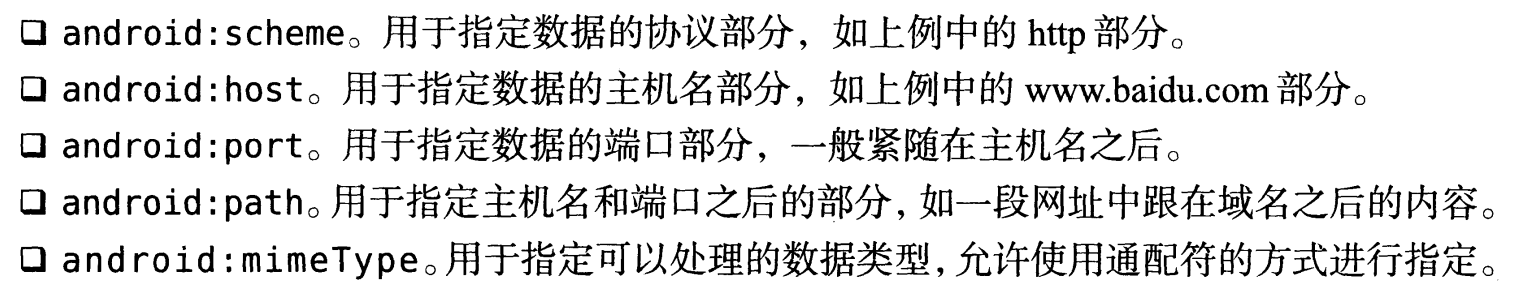 ❑ android:scheme。用于指定数据的协议部分，如上例中的 http 部分。
❑ android:host。用于指定数据的主机名部分，如上例中的 www.baidu.com 部分。
❑ android:port。用于指定数据的端口部分，一般紧随在主机名之后。
❑ android:path。用于指定主机名和端口之后的部分，如一段网址中跟在域名之后的内容。
❑ android:mimeType。用于指定可以处理的数据类型，允许使用通配符的方式进行指定。